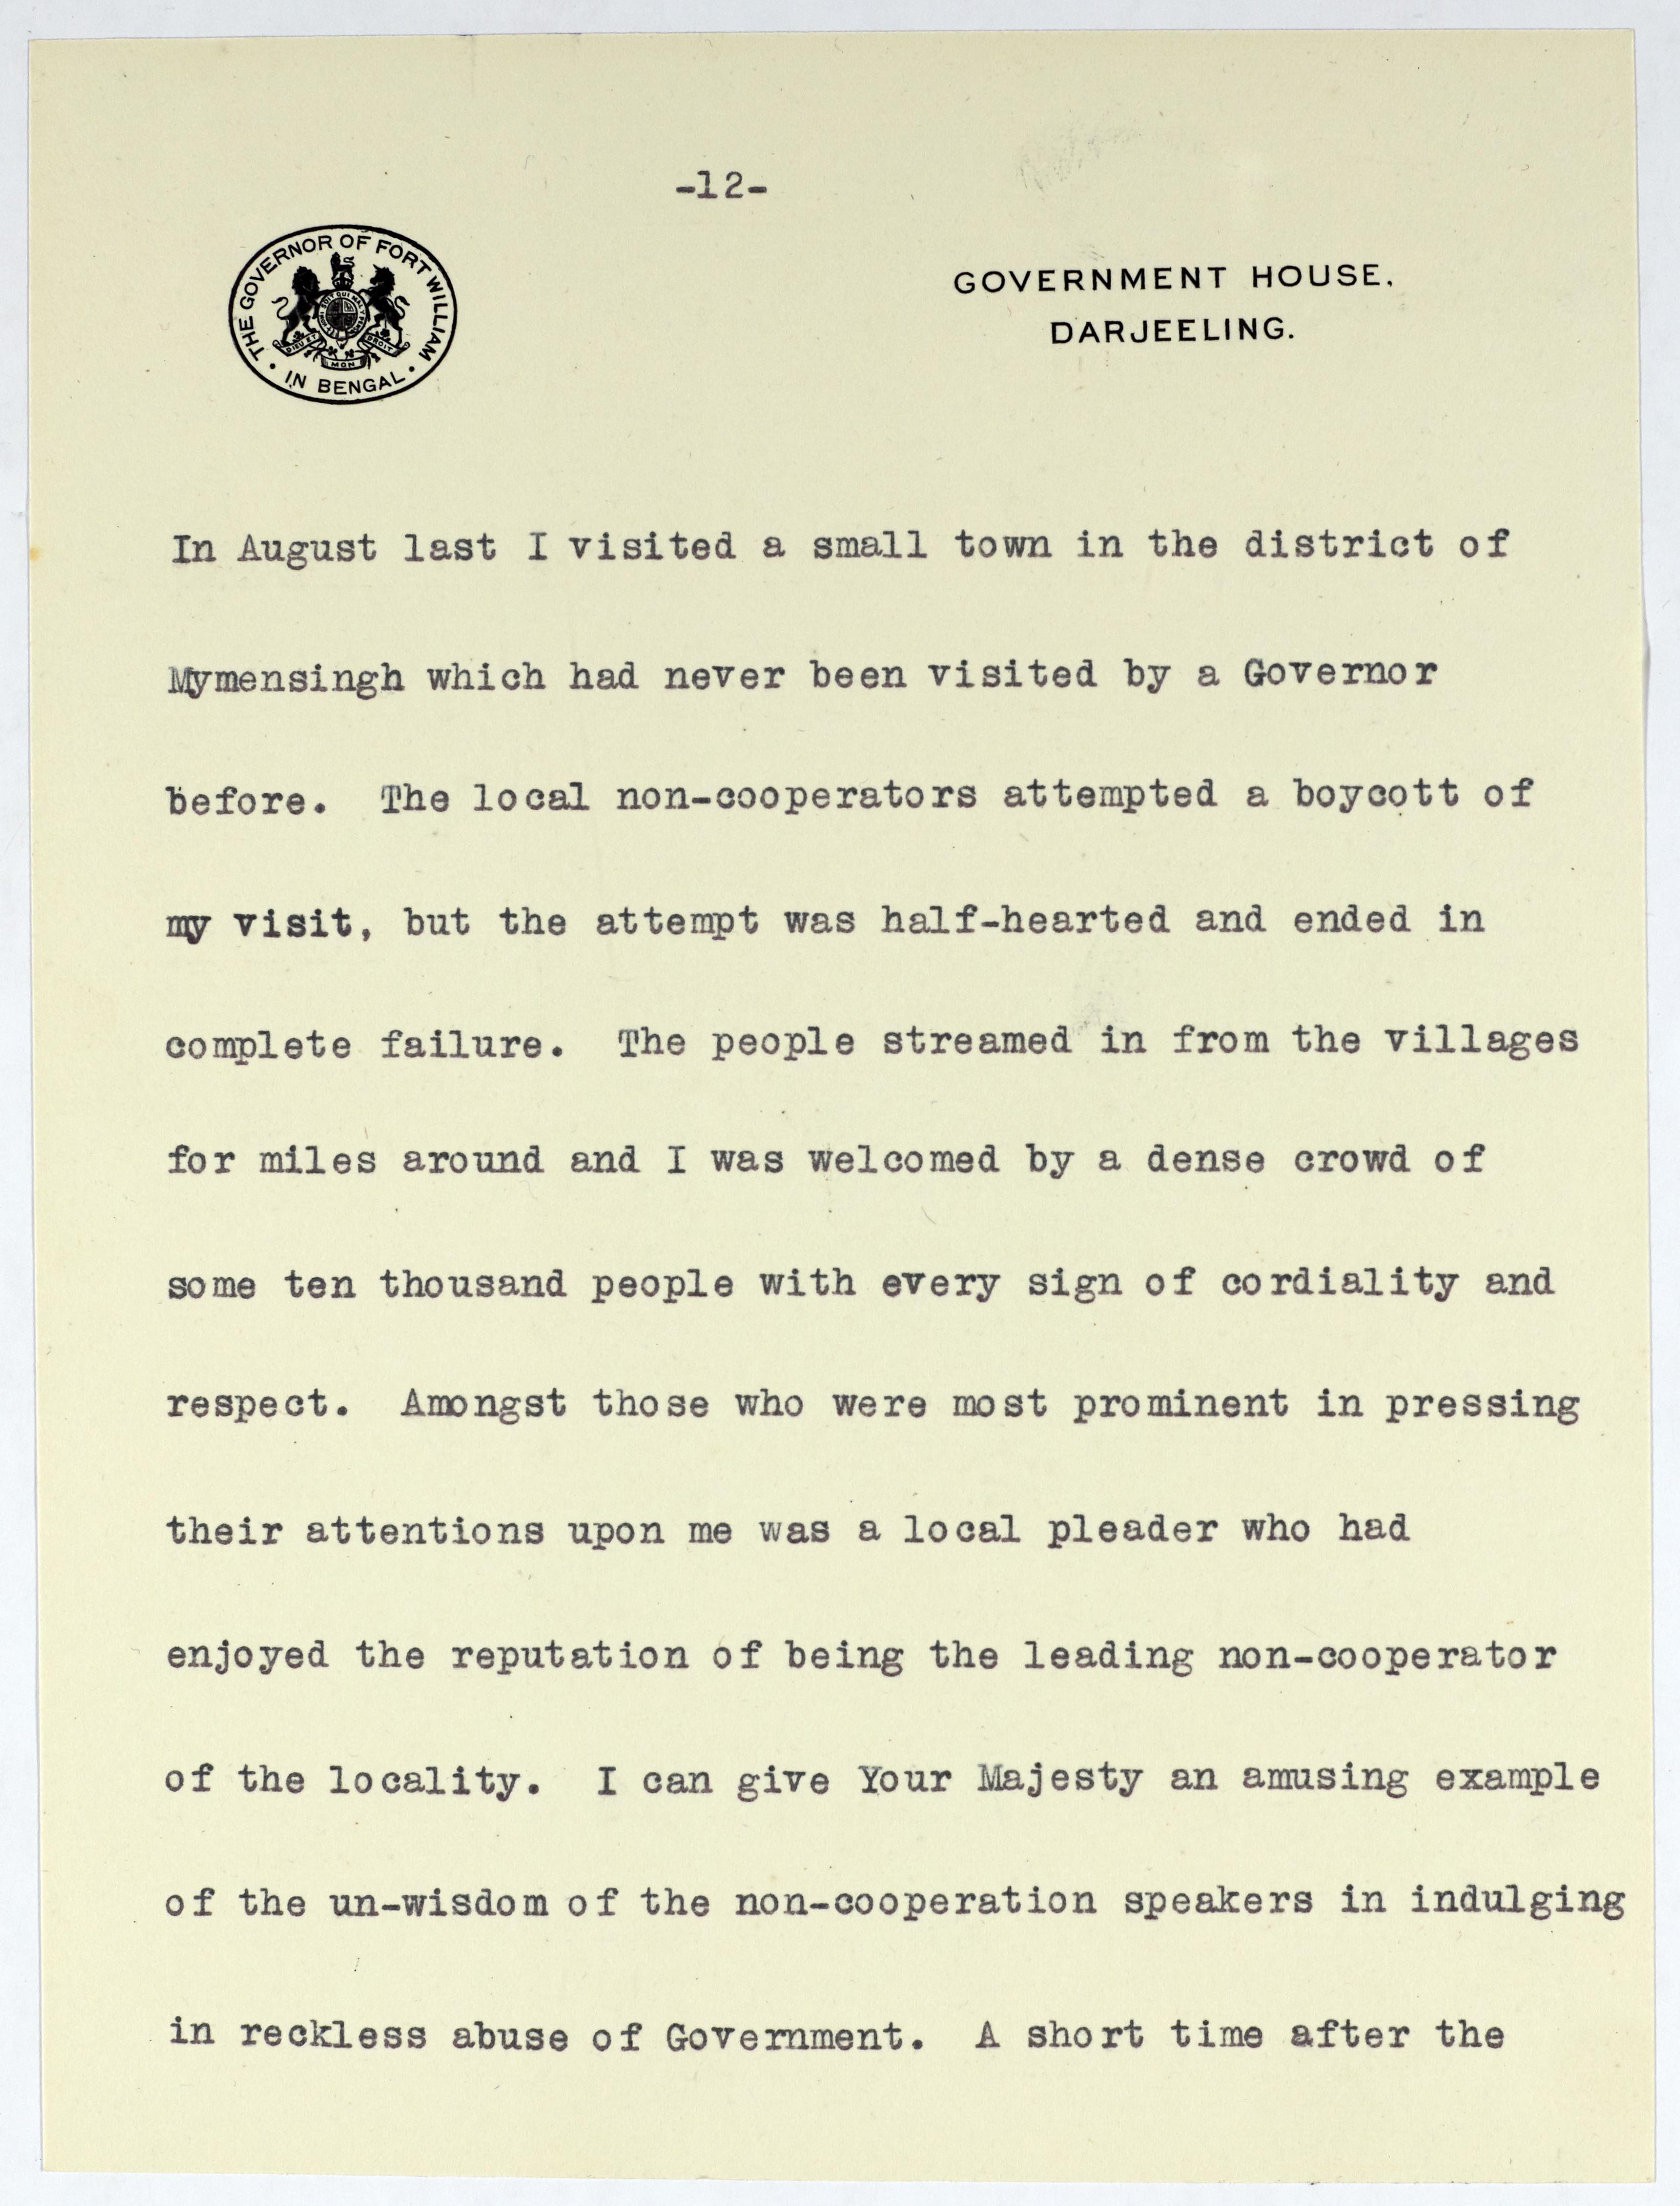 -12-
THE GOVERNOR OF FORT WILLIAM
IN BENGAL
DIEU ET
MON
DROIT
GOVERNMENT HOUSE.
DARJEELING.
In August last I visited a small town in the district of
Mymensingh which had never been visited by a Governor
before. The local non-cooperators attempted a boycott of
my visit, but the attempt was half-hearted and ended in
complete failure. The people streamed in from the villages
for miles around and I was welcomed by a dense crowd of
some ten thousand people with every sign of cordiality and
respect. Amongst those who were most prominent in pressing
their attentions upon me was a local pleader who had
enjoyed the reputation of being the leading non-cooperator
of the locality. I can give Your Majesty an amusing example
of the un-wisdom of the non-cooperation speakers in indulging
in reckless abuse of Government. A short time after the